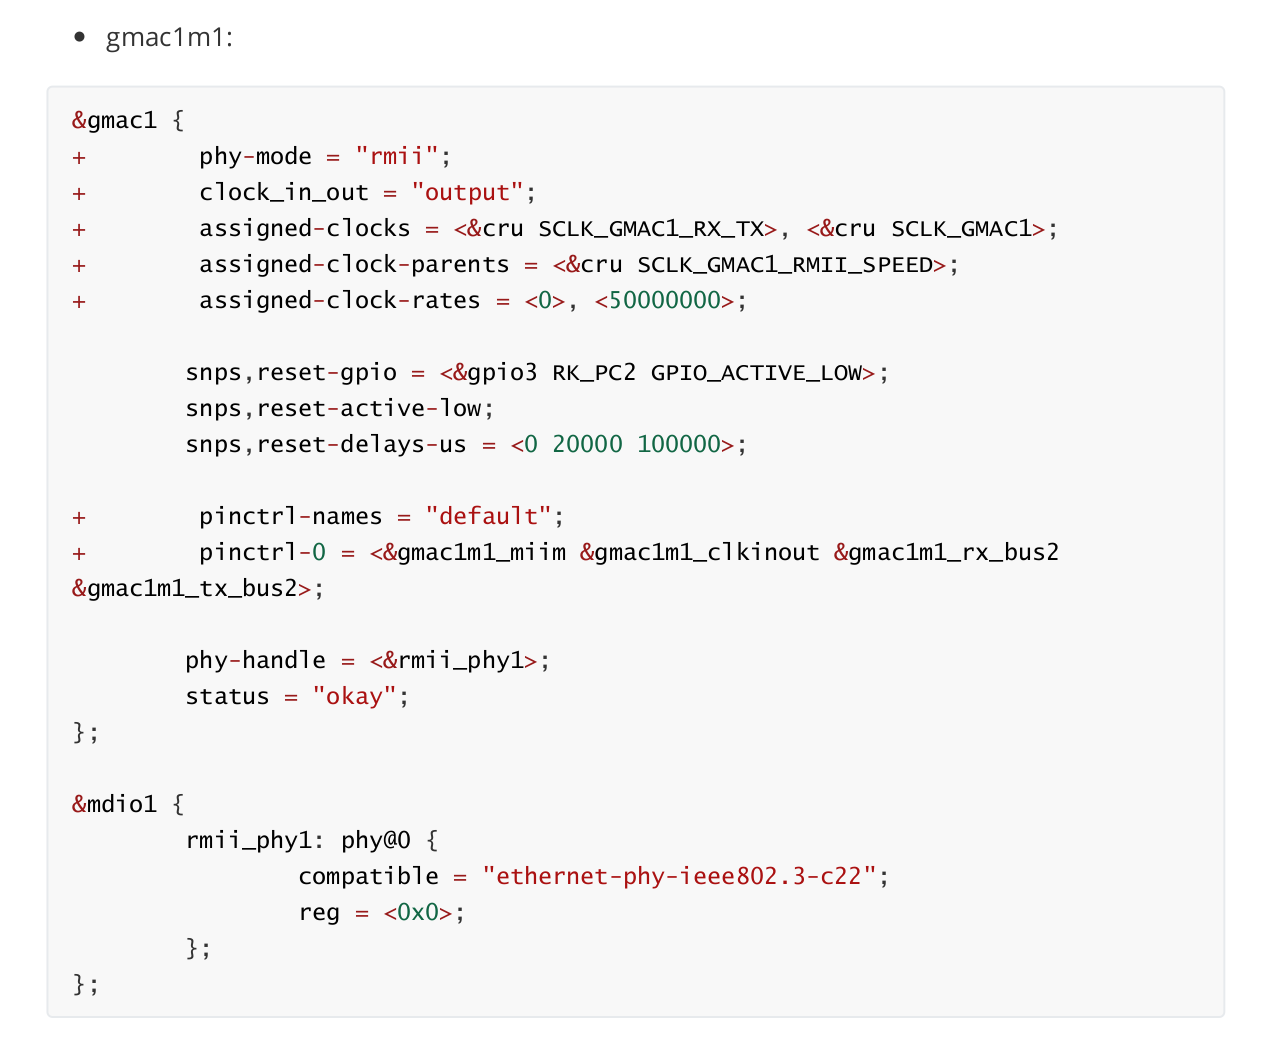 • gmac1m1:
&gmac1 {
+        phy-mode = "rmii";
+        clock_in_out = "output";
+        assigned-clocks = <&cru SCLK_GMAC1_RX_TX>, <&cru SCLK_GMAC1>;
+        assigned-clock-parents = <&cru SCLK_GMAC1_RMII_SPEED>;
+        assigned-clock-rates = <0>, <50000000>;

        snps,reset-gpio = <&gpio3 RK_PC2 GPIO_ACTIVE_LOW>;
        snps,reset-active-low;
        snps,reset-delays-us = <0 20000 100000>;

+        pinctrl-names = "default";
+        pinctrl-0 = <&gmac1m1_miim &gmac1m1_clkinout &gmac1m1_rx_bus2
&gmac1m1_tx_bus2>;

        phy-handle = <&rmii_phy1>;
        status = "okay";
};

&mdio1 {
        rmii_phy1: phy@0 {
                compatible = "ethernet-phy-ieee802.3-c22";
                reg = <0x0>;
        };
};